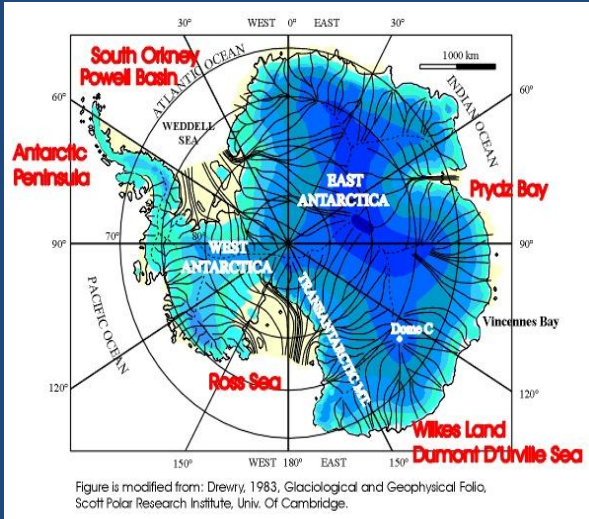 30°
WEST
0°
EAST
30°
South Orkney
Powell Basin
ATLANTIC OCEAN
1000 km
INDIAN OCEAN
60°
60°
WEDDELL
SEA
Antarctic
Peninsula
EAST
ANTARCTICA
Prydz Bay
90°
70°
80°
90°
WEST
ANTARCTICA
PACIFIC OCEAN
TRANSANTARCTIC MT.
Dome C
Vincennes Bay
Ross Sea
120°
120°
Wilkes Land
Dumont D'Urville Sea
150°
WEST
180°
EAST
150°
Figure is modified from: Drewry, 1983, Glaciological and Geophysical Folio,
Scott Polar Research Institute, Univ. Of Cambridge.